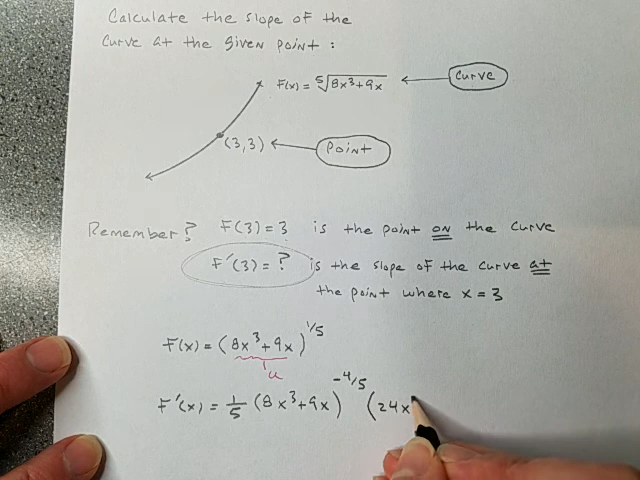 Calculate the slope of the
curve at the given point :
F(x) = ⁵√8x³+9x ← Curve
(3,3) ← Point
Remember? F(3) = 3 is the point on the curve
F'(3) = ? is the slope of the curve at
the point where x = 3
F(x) = (8x³+9x)^1/5
u
F'(x) = 1/5 (8x³+9x)^-4/5 (24x